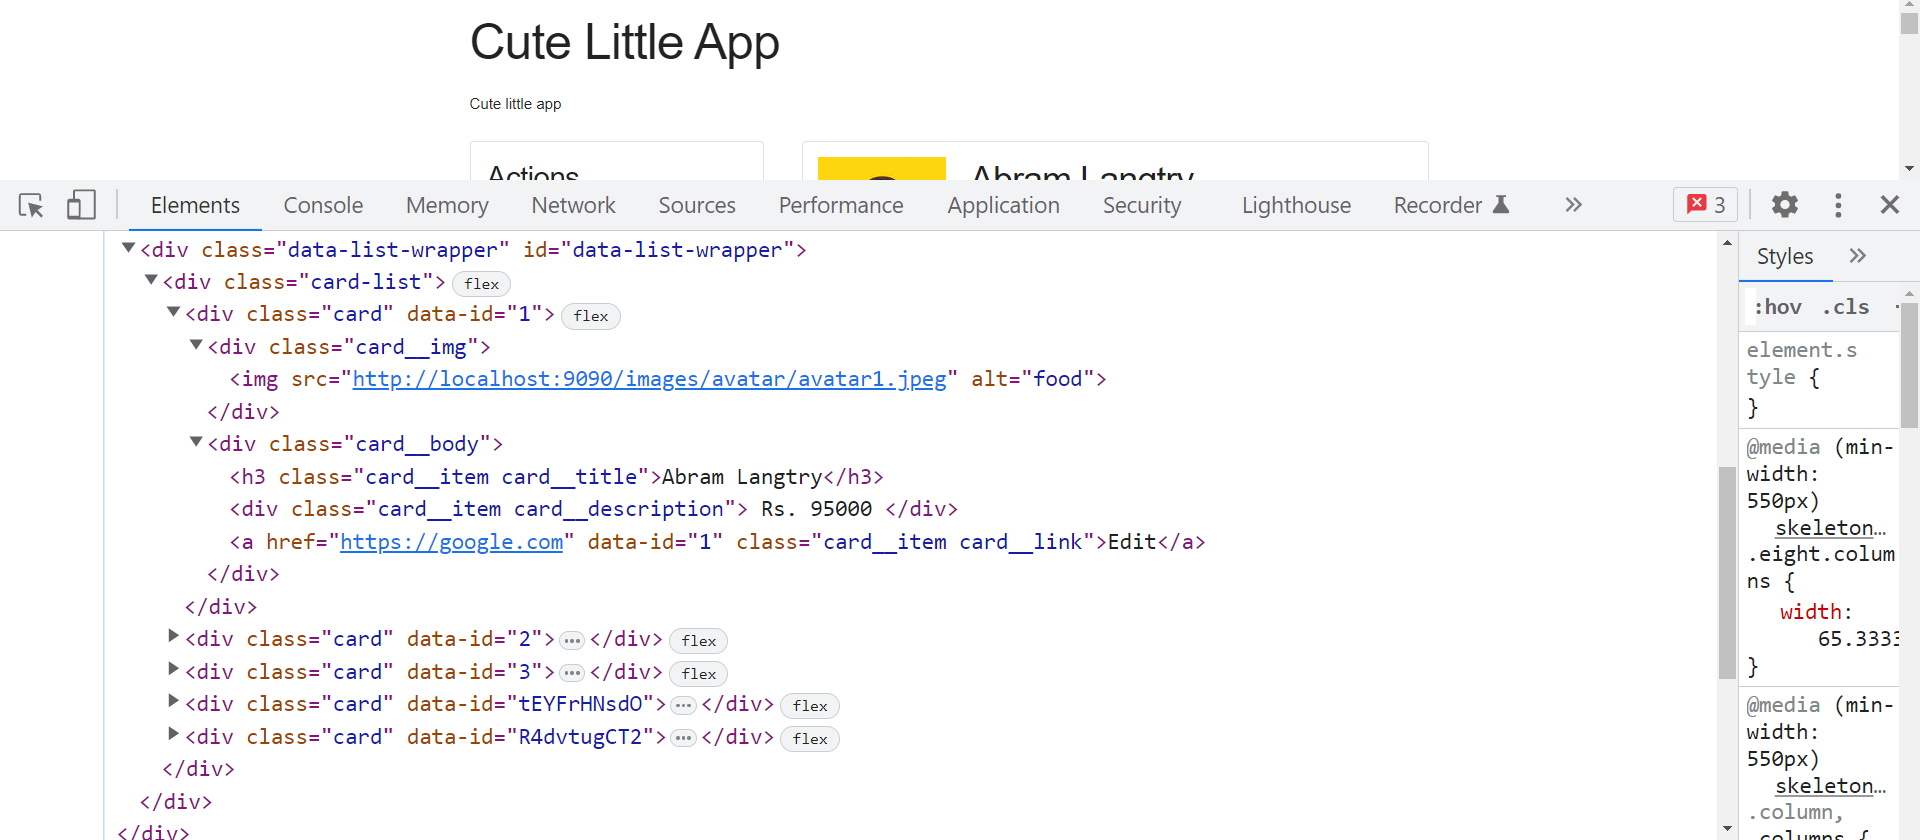 Cute Little App
Cute little app
Actions
Abram Langtry
Elements Console Memory Network Sources Performance Application Security Lighthouse Recorder 3
<div class="data-list-wrapper" id="data-list-wrapper">
<div class="card-list"> flex
<div class="card" data-id="1"> flex
<div class="card__img">
<img src="http://localhost:9090/images/avatar/avatar1.jpeg" alt="food">
</div>
<div class="card__body">
<h3 class="card__item card__title">Abram Langtry</h3>
<div class="card__item card__description"> Rs. 95000 </div>
<a href="https://google.com" data-id="1" class="card__item card__link">Edit</a>
</div>
</div>
<div class="card" data-id="2">…</div> flex
<div class="card" data-id="3">…</div> flex
<div class="card" data-id="tEYFrHNsdO">…</div> flex
<div class="card" data-id="R4dvtugCT2">…</div> flex
</div>
</div>
</div>
Styles
:hov .cls
element.s
tyle {
}
@media (min-
width:
550px)
skeleton…
.eight.colum
ns {
width:
65.3333
}
@media (min-
width:
550px)
skeleton…
.column,
.columns {